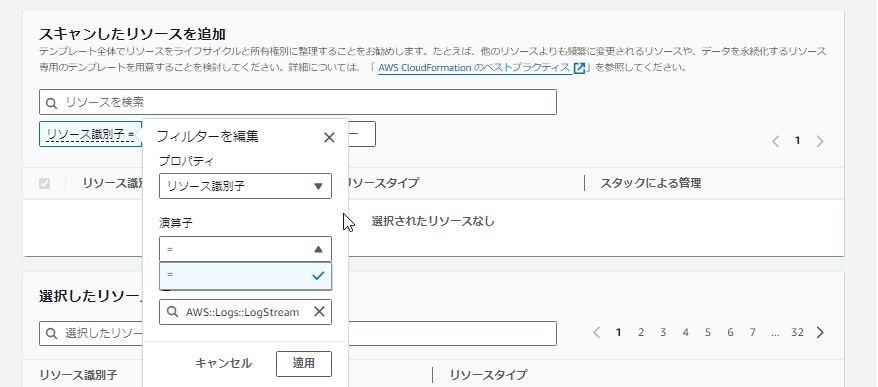 スキャンしたリソースを追加
テンプレート全体でリソースをライフサイクルと所有権別に整理することをお勧めします。たとえば、他のリソースよりも頻繁に変更されるリソースや、データを永続化するリソース
専用のテンプレートを用意することを検討してください。詳細については、「 AWS CloudFormation のベストプラクティス 」を参照してください。
リソースを検索
リソース識別子 =
フィルターを編集
1
プロパティ
リソース識別子
リソース識別
リソースタイプ
スタックによる管理
演算子
選択されたリソースなし
=
=
選択したリソー
AWS::Logs::LogStream
選択したリソー
1 2 3 4 5 6 7 ... 32
キャンセル
適用
リソース識別子
リソースタイプ